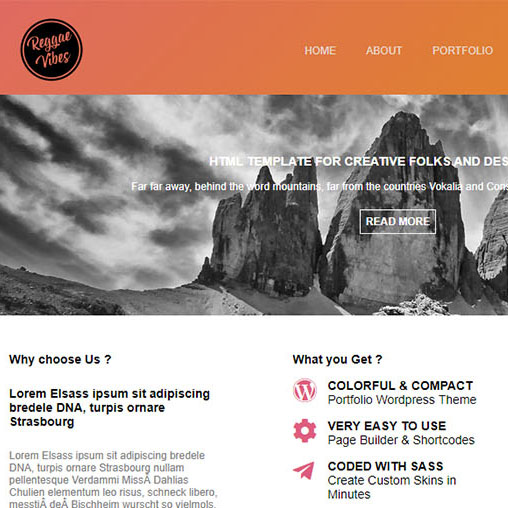 Reggae
Vibes
HOME ABOUT PORTFOLIO
HTML TEMPLATE FOR CREATIVE FOLKS AND DES
Far far away, behind the word mountains, far from the countries Vokalia and Con
READ MORE
Why choose Us ?
Lorem Elsass ipsum sit adipiscing
bredele DNA, turpis ornare
Strasbourg
Lorem Elsass ipsum sit adipiscing bredele
DNA, turpis ornare Strasbourg nullam
pellentesque Verdammi MissÂ Dahlias
Chulien elementum leo risus, schneck libero,
messtiÂ deÂ Bischheim wurscht so vielmols,
What you Get ?
COLORFUL & COMPACT
Portfolio Wordpress Theme
VERY EASY TO USE
Page Builder & Shortcodes
CODED WITH SASS
Create Custom Skins in
Minutes